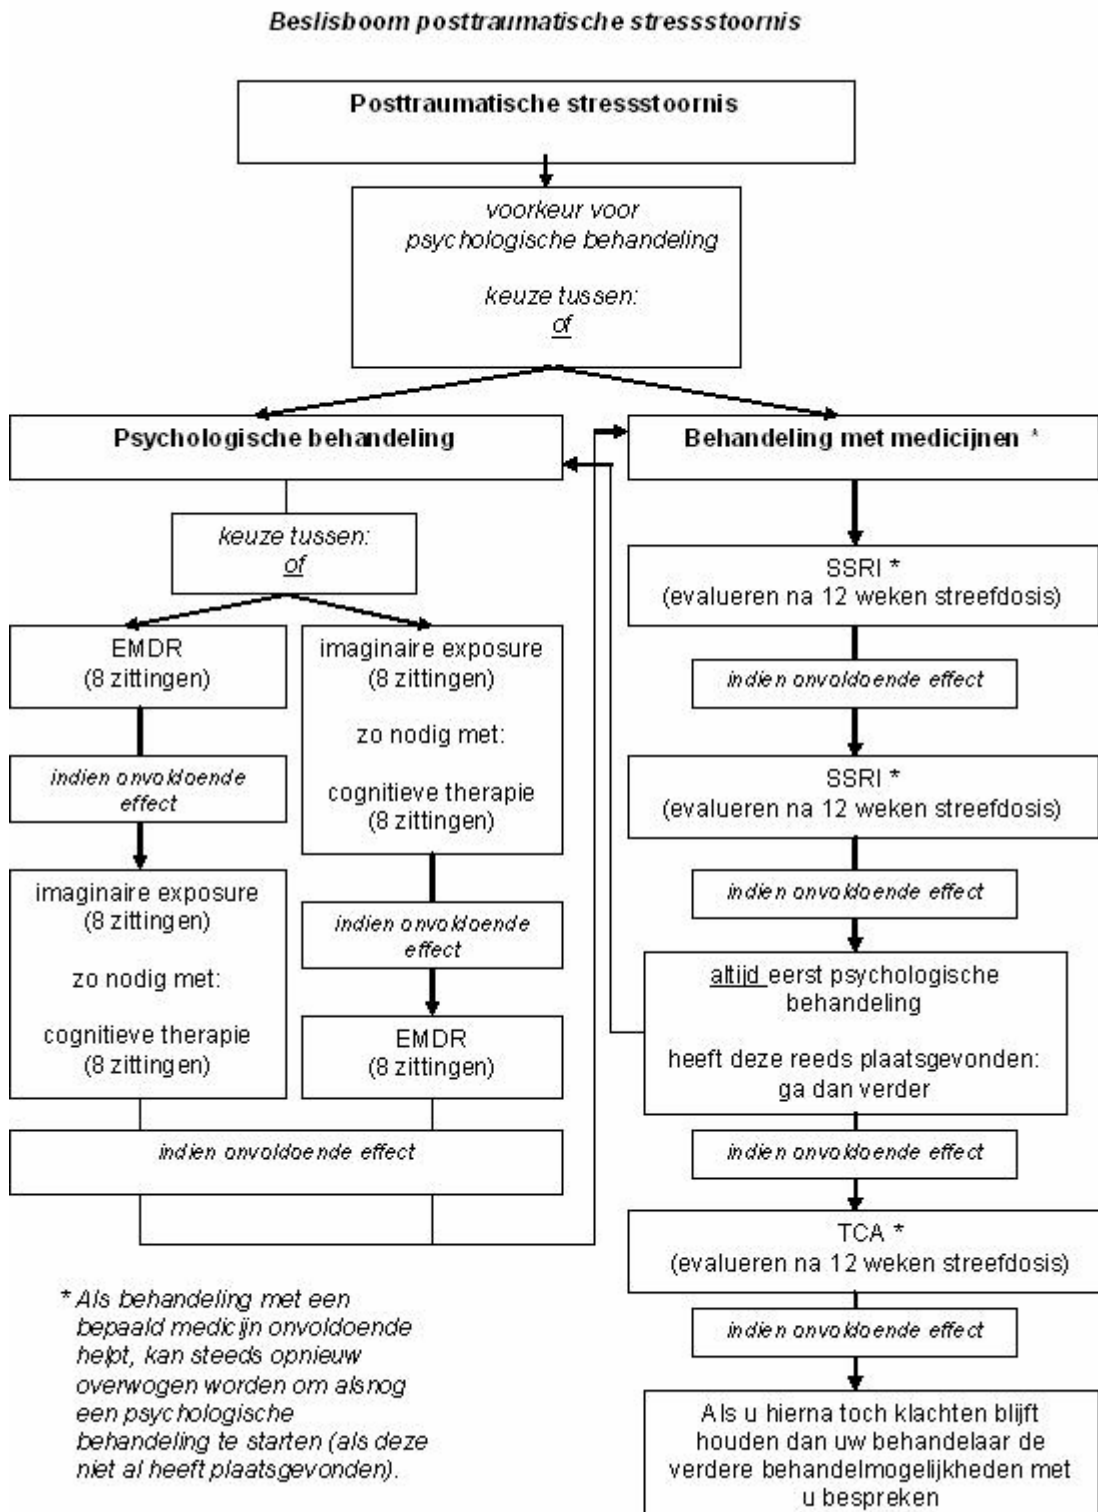 Beslisboom posttraumatische stressstoornis
Posttraumatische stressstoornis
voorkeur voor
psychologische behandeling
keuze tussen:
of
Psychologische behandeling
keuze tussen:
of
EMDR
(8 zittingen)
indien onvoldoende
effect
imaginaire exposure
(8 zittingen)
zo nodig met:
cognitieve therapie
(8 zittingen)
imaginaire exposure
(8 zittingen)
zo nodig met:
cognitieve therapie
(8 zittingen)
indien onvoldoende
effect
EMDR
(8 zittingen)
indien onvoldoende effect
Behandeling met medicijnen *
SSRI *
(evalueren na 12 weken streefdosis)
indien onvoldoende effect
SSRI *
(evalueren na 12 weken streefdosis)
indien onvoldoende effect
altijd eerst psychologische
behandeling
heeft deze reeds plaatsgevonden:
ga dan verder
indien onvoldoende effect
TCA *
(evalueren na 12 weken streefdosis)
indien onvoldoende effect
Als u hierna toch klachten blijft
houden dan uw behandelaar de
verdere behandelmogelijkheden met
u bespreken
* Als behandeling met een
bepaald medicijn onvoldoende
helpt, kan steeds opnieuw
overwogen worden om alsnog
een psychologische
behandeling te starten (als deze
niet al heeft plaatsgevonden).